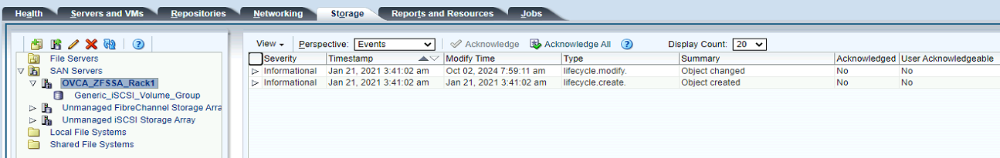 Health Servers and VMs Repositories Networking Storage Reports and Resources Jobs
View Perspective: Events Acknowledge Acknowledge All Display Count: 20
File Servers
SAN Servers
OVCA_ZFSSA_Rack1
Generic_iSCSI_Volume_Group
Unmanaged FibreChannel Storage Arra
Unmanaged iSCSI Storage Array
Local File Systems
Shared File Systems
Severity Timestamp Modify Time Type Summary Acknowledged User Acknowledgeable
Informational Jan 21, 2021 3:41:02 am Oct 02, 2024 7:59:11 am lifecycle.modify. Object changed No No
Informational Jan 21, 2021 3:41:02 am Jan 21, 2021 3:41:02 am lifecycle.create. Object created No No